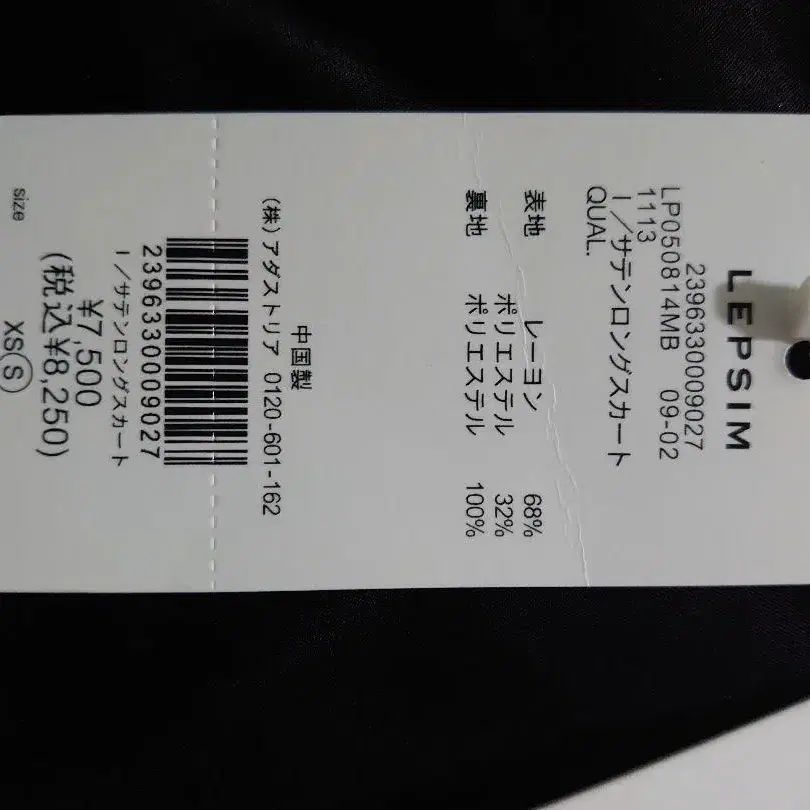 LEPSIM
2396330009027
LP050814MB 09-02
1113
I/サテンロングスカート
QUAL.
表地 レーヨン 68%
ポリエステル 32%
裏地 ポリエステル 100%
中国製
(株)アダストリア 0120-601-162
2396330009027
I/サテンロングスカート
¥7,500
(税込¥8,250)
size XS(S)